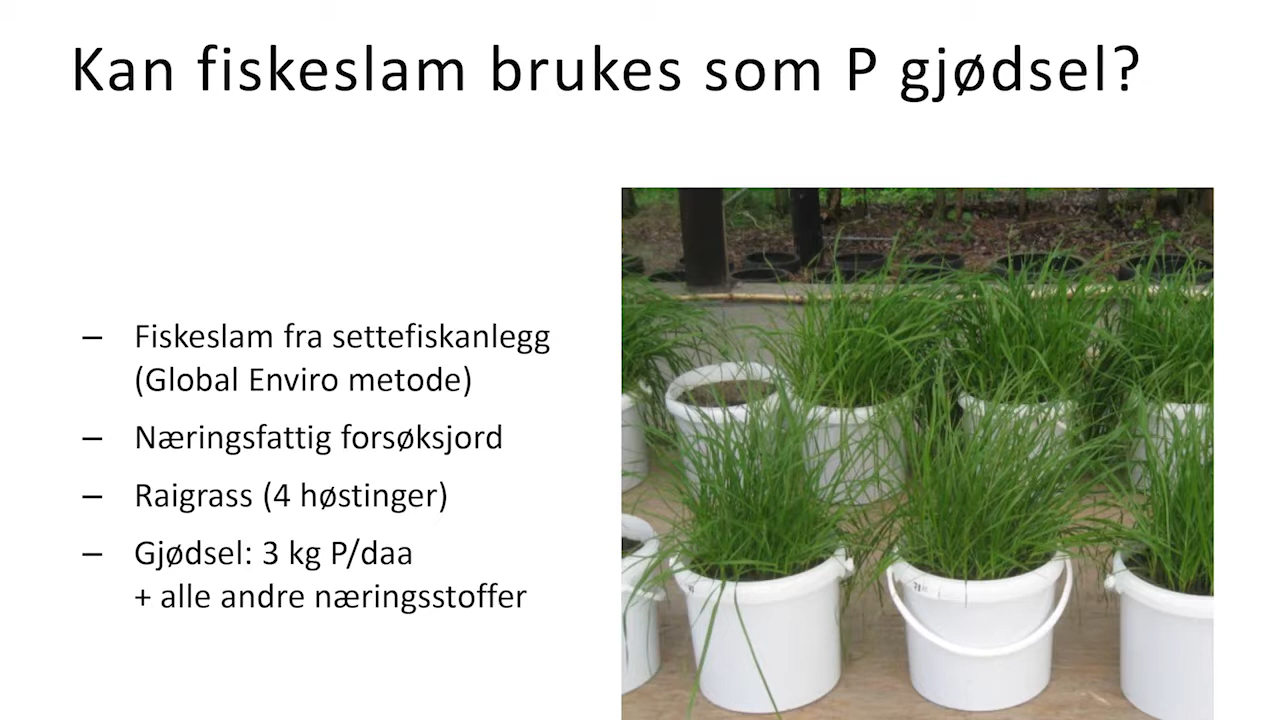 Kan fiskeslam brukes som P gjødsel?
– Fiskeslam fra settefiskanlegg
(Global Enviro metode)
– Næringsfattig forsøksjord
– Raigrass (4 høstinger)
– Gjødsel: 3 kg P/daa
+ alle andre næringsstoffer